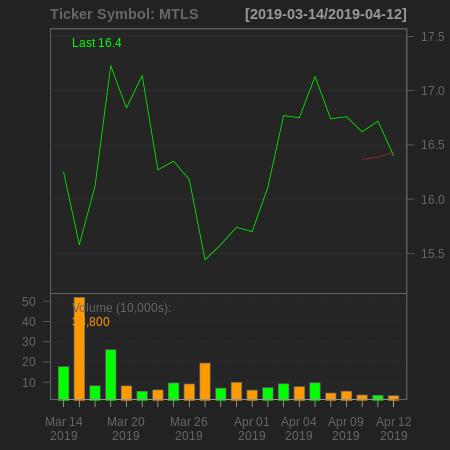 Ticker Symbol: MTLS [2019-03-14/2019-04-12]
Last 16.4
17.5
17.0
16.5
16.0
15.5
Volume (10,000s):
,800
50
40
30
20
10
Mar 14 Mar 20 Mar 26 Apr 01 Apr 04 Apr 09 Apr 12
2019 2019 2019 2019 2019 2019 2019